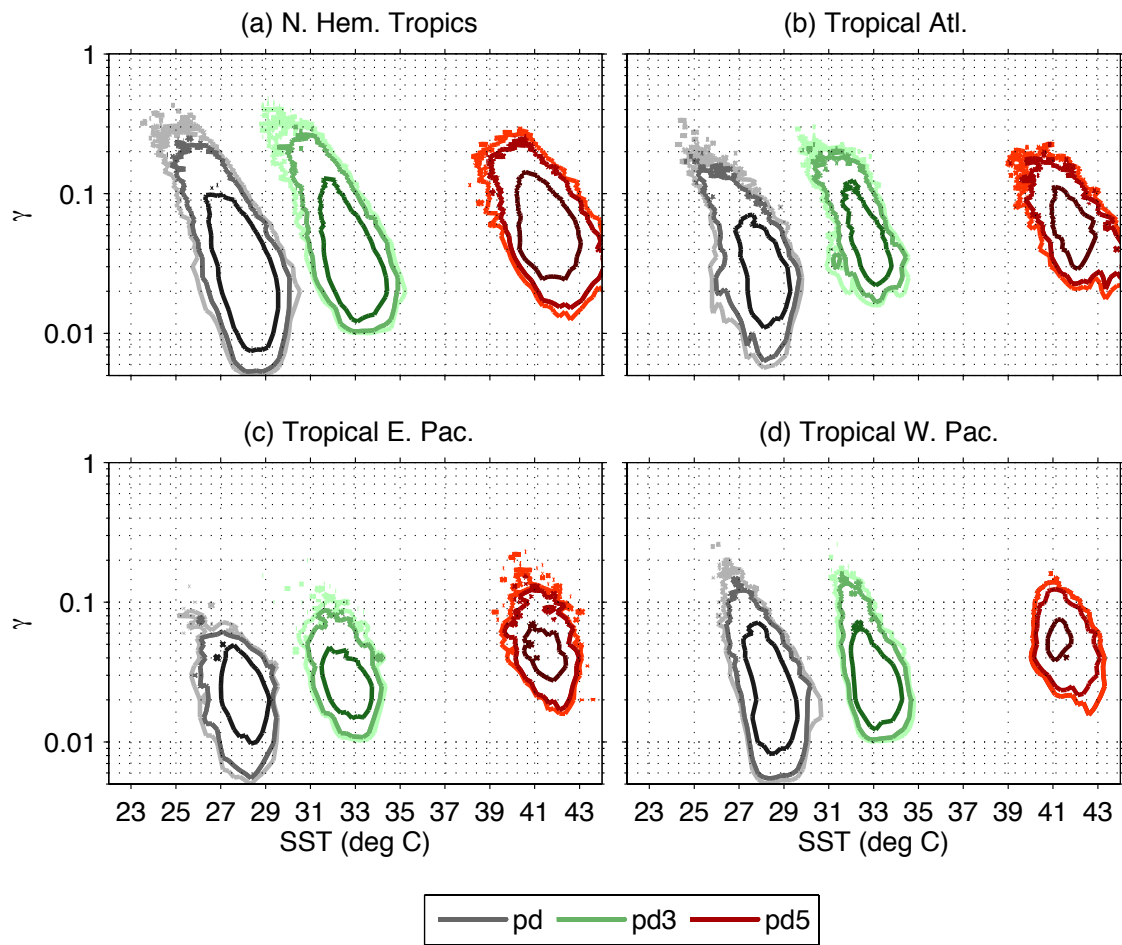 (a) N. Hem. Tropics
(b) Tropical Atl.
1
0.1
0.01
γ
(c) Tropical E. Pac.
(d) Tropical W. Pac.
1
0.1
0.01
γ
23 25 27 29 31 33 35 37 39 41 43
23 25 27 29 31 33 35 37 39 41 43
SST (deg C)
SST (deg C)
pd pd3 pd5